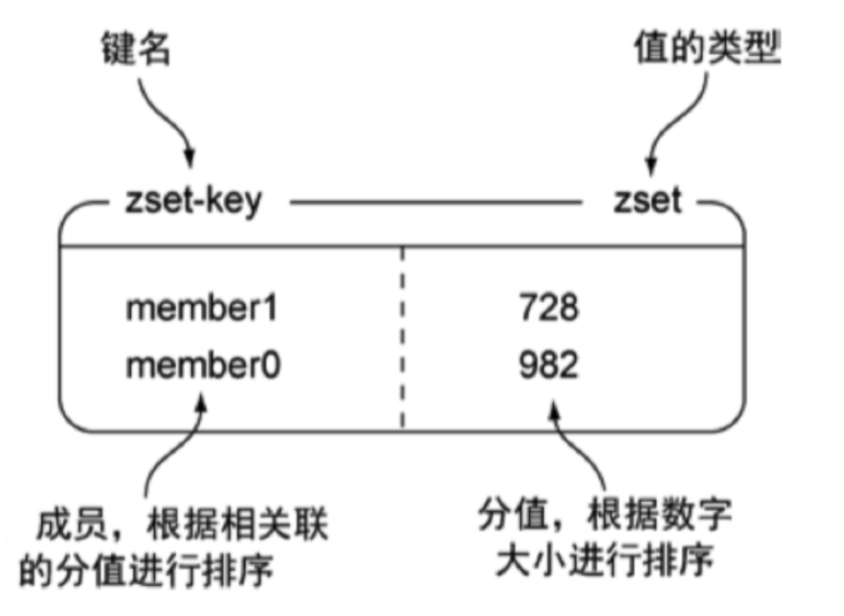 键名
值的类型
zset-key
zset
member1
728
member0
982
成员，根据相关联
的分值进行排序
分值，根据数字
大小进行排序